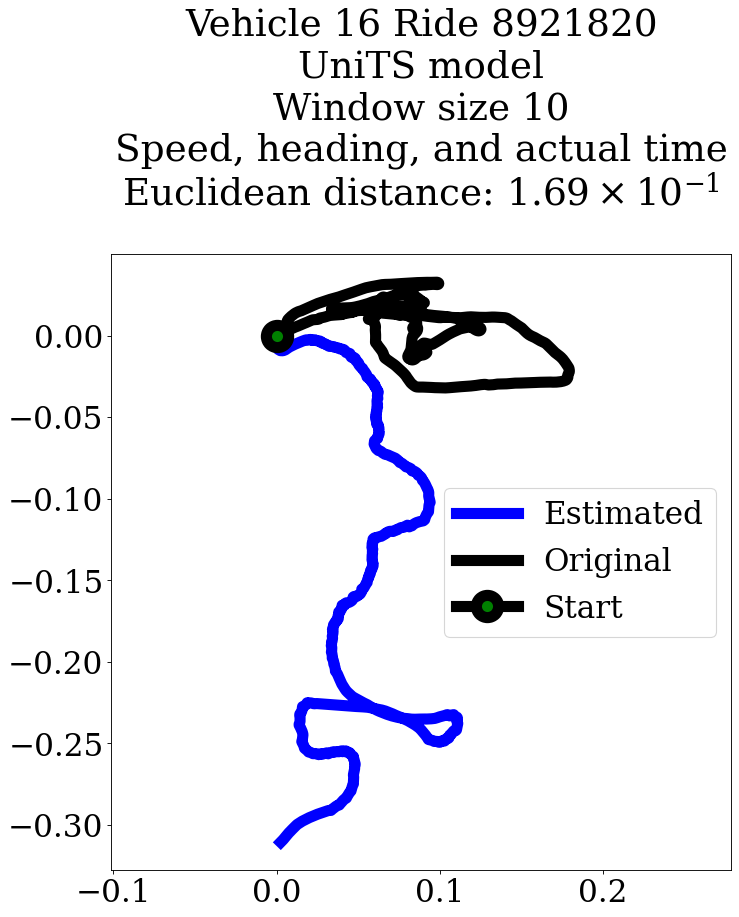 Vehicle 16 Ride 8921820
UniTS model
Window size 10
Speed, heading, and actual time
Euclidean distance: 1.69 × 10⁻¹
0.00
−0.05
−0.10
−0.15
−0.20
−0.25
−0.30
Estimated
Original
Start
−0.1 0.0 0.1 0.2